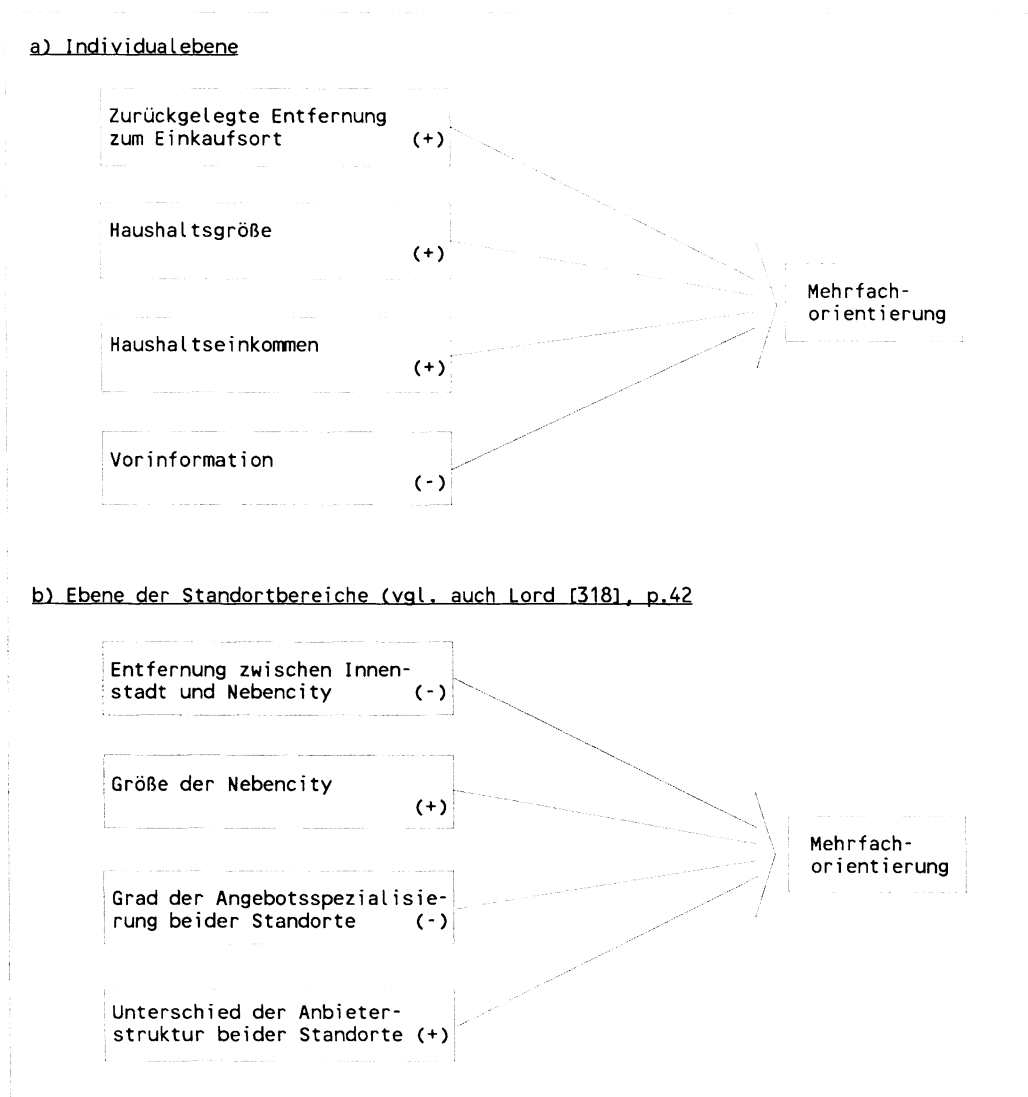 a) Individualebene
Zurückgelegte Entfernung
zum Einkaufsort (+)
Haushaltsgröße
(+)
Mehrfach-
orientierung
Haushaltseinkommen
(+)
Vorinformation
(-)
b) Ebene der Standortbereiche (vgl. auch Lord [318], p.42
Entfernung zwischen Innen-
stadt und Nebencity (-)
Größe der Nebencity
(+)
Mehrfach-
orientierung
Grad der Angebotsspezialisie-
rung beider Standorte (-)
Unterschied der Anbieter-
struktur beider Standorte (+)